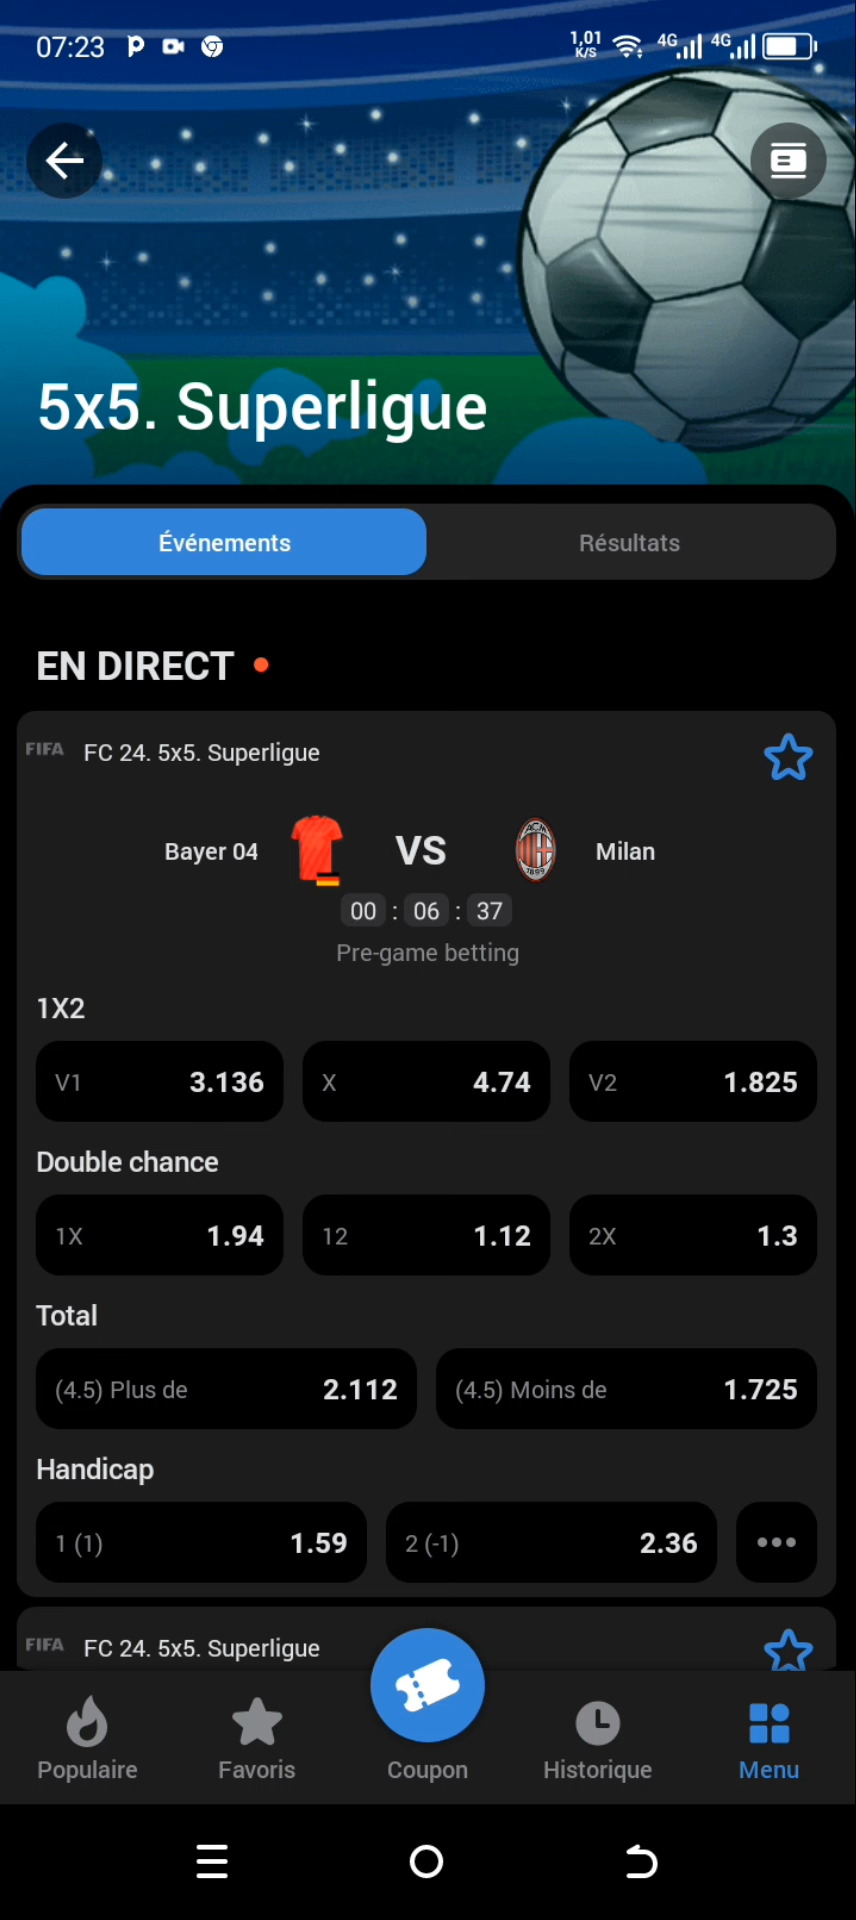 07:23
1,01 K/S 4G 4G
5x5. Superligue
Événements Résultats
EN DIRECT
FIFA FC 24. 5x5. Superligue
Bayer 04 VS Milan
ACM
1899
00 : 06 : 37
Pre-game betting
1X2
V1 3.136 X 4.74 V2 1.825
Double chance
1X 1.94 12 1.12 2X 1.3
Total
(4.5) Plus de 2.112 (4.5) Moins de 1.725
Handicap
1 (1) 1.59 2 (-1) 2.36
FIFA FC 24. 5x5. Superligue
Populaire Favoris Coupon Historique Menu